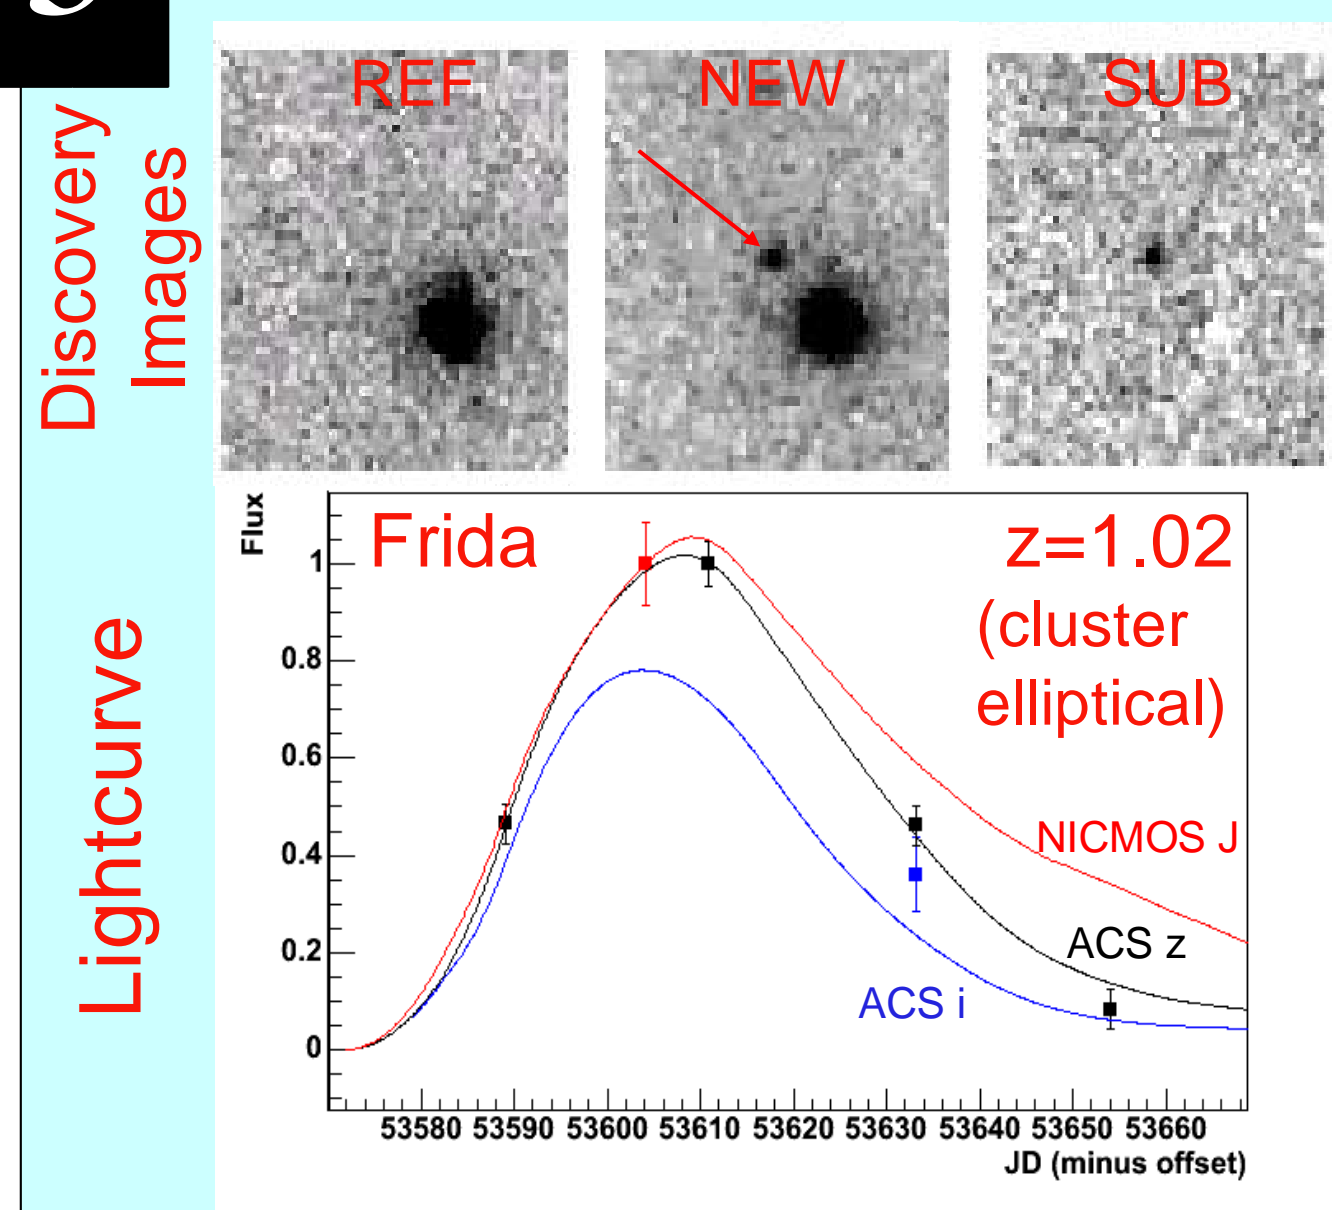 Discovery
Images
REF
NEW
SUB
Lightcurve
Flux
Frida
z=1.02
(cluster
elliptical)
1
0.8
0.6
0.4
0.2
0
NICMOS J
ACS z
ACS i
53580 53590 53600 53610 53620 53630 53640 53650 53660
JD (minus offset)